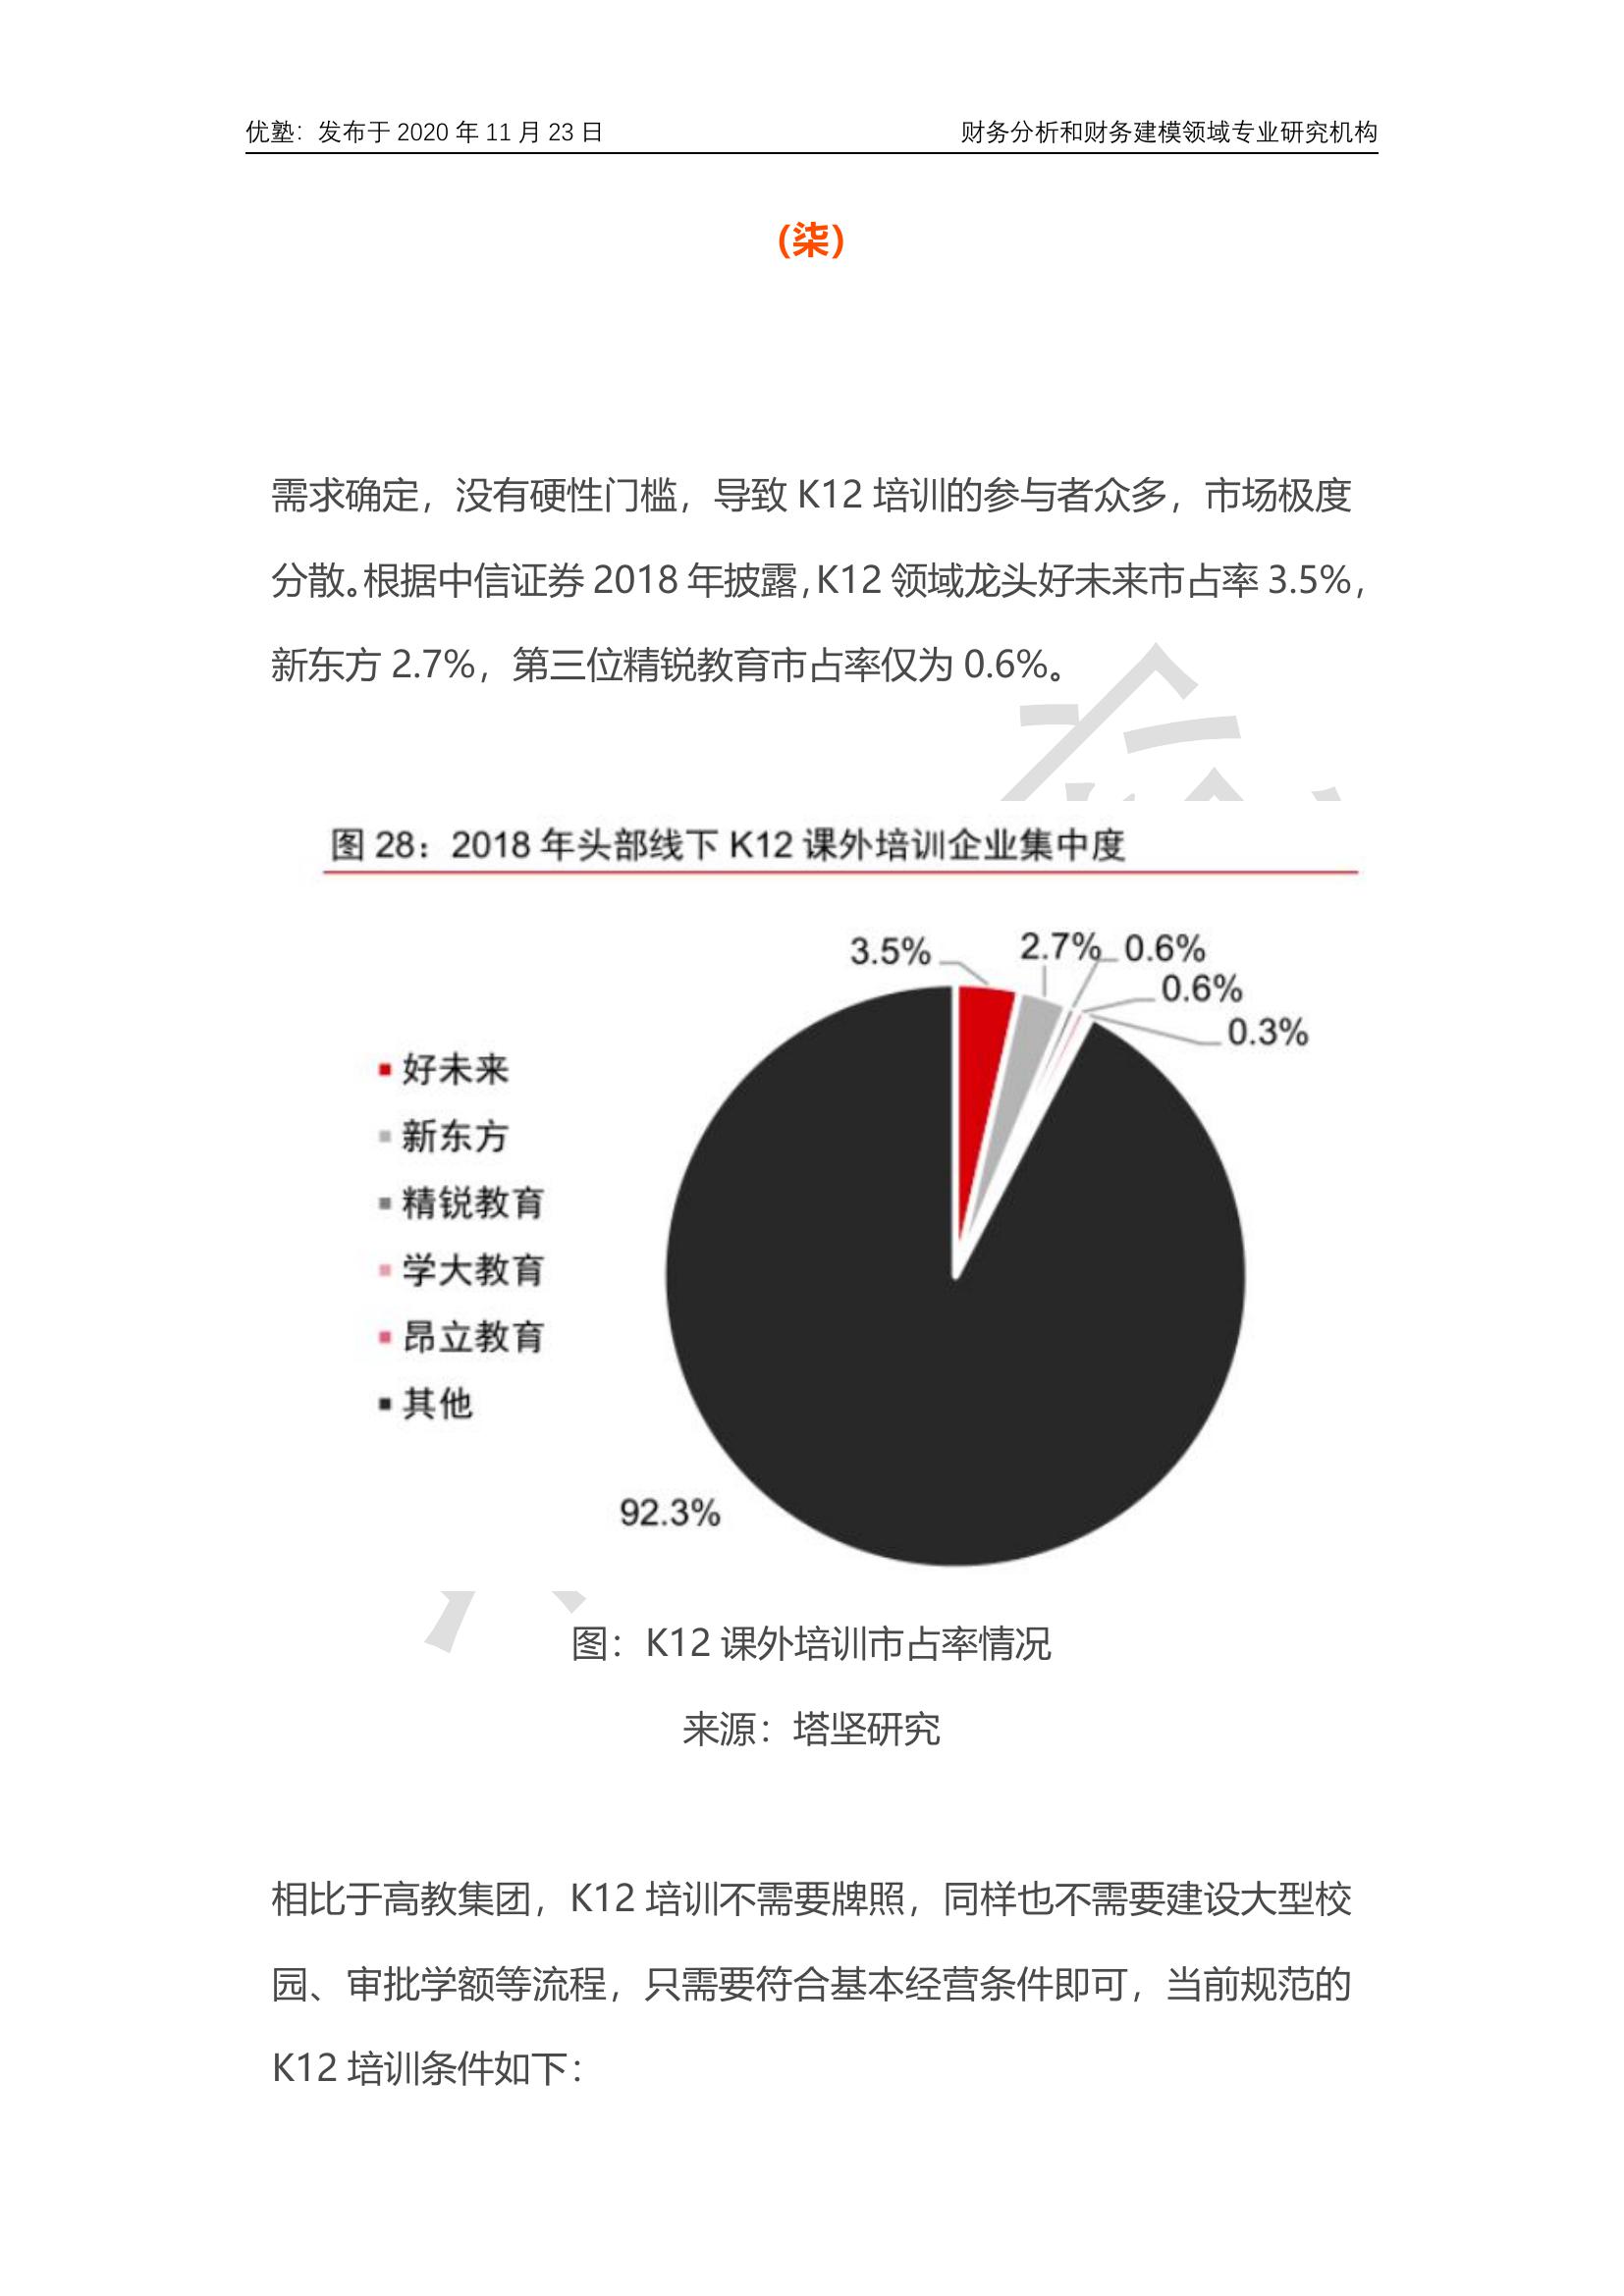 优塾：发布于 2020 年 11 月 23 日
财务分析和财务建模领域专业研究机构
(柒)
需求确定，没有硬性门槛，导致 K12 培训的参与者众多，市场极度
分散。根据中信证券 2018 年披露，K12 领域龙头好未来市占率 3.5%，
新东方 2.7%，第三位精锐教育市占率仅为 0.6%。
图 28：2018 年头部线下 K12 课外培训企业集中度
3.5%
2.7%
0.6%
0.6%
0.3%
好未来
新东方
精锐教育
学大教育
昂立教育
其他
92.3%
图：K12 课外培训市占率情况
来源：塔坚研究
相比于高教集团，K12 培训不需要牌照，同样也不需要建设大型校
园、审批学额等流程，只需要符合基本经营条件即可，当前规范的
K12 培训条件如下：